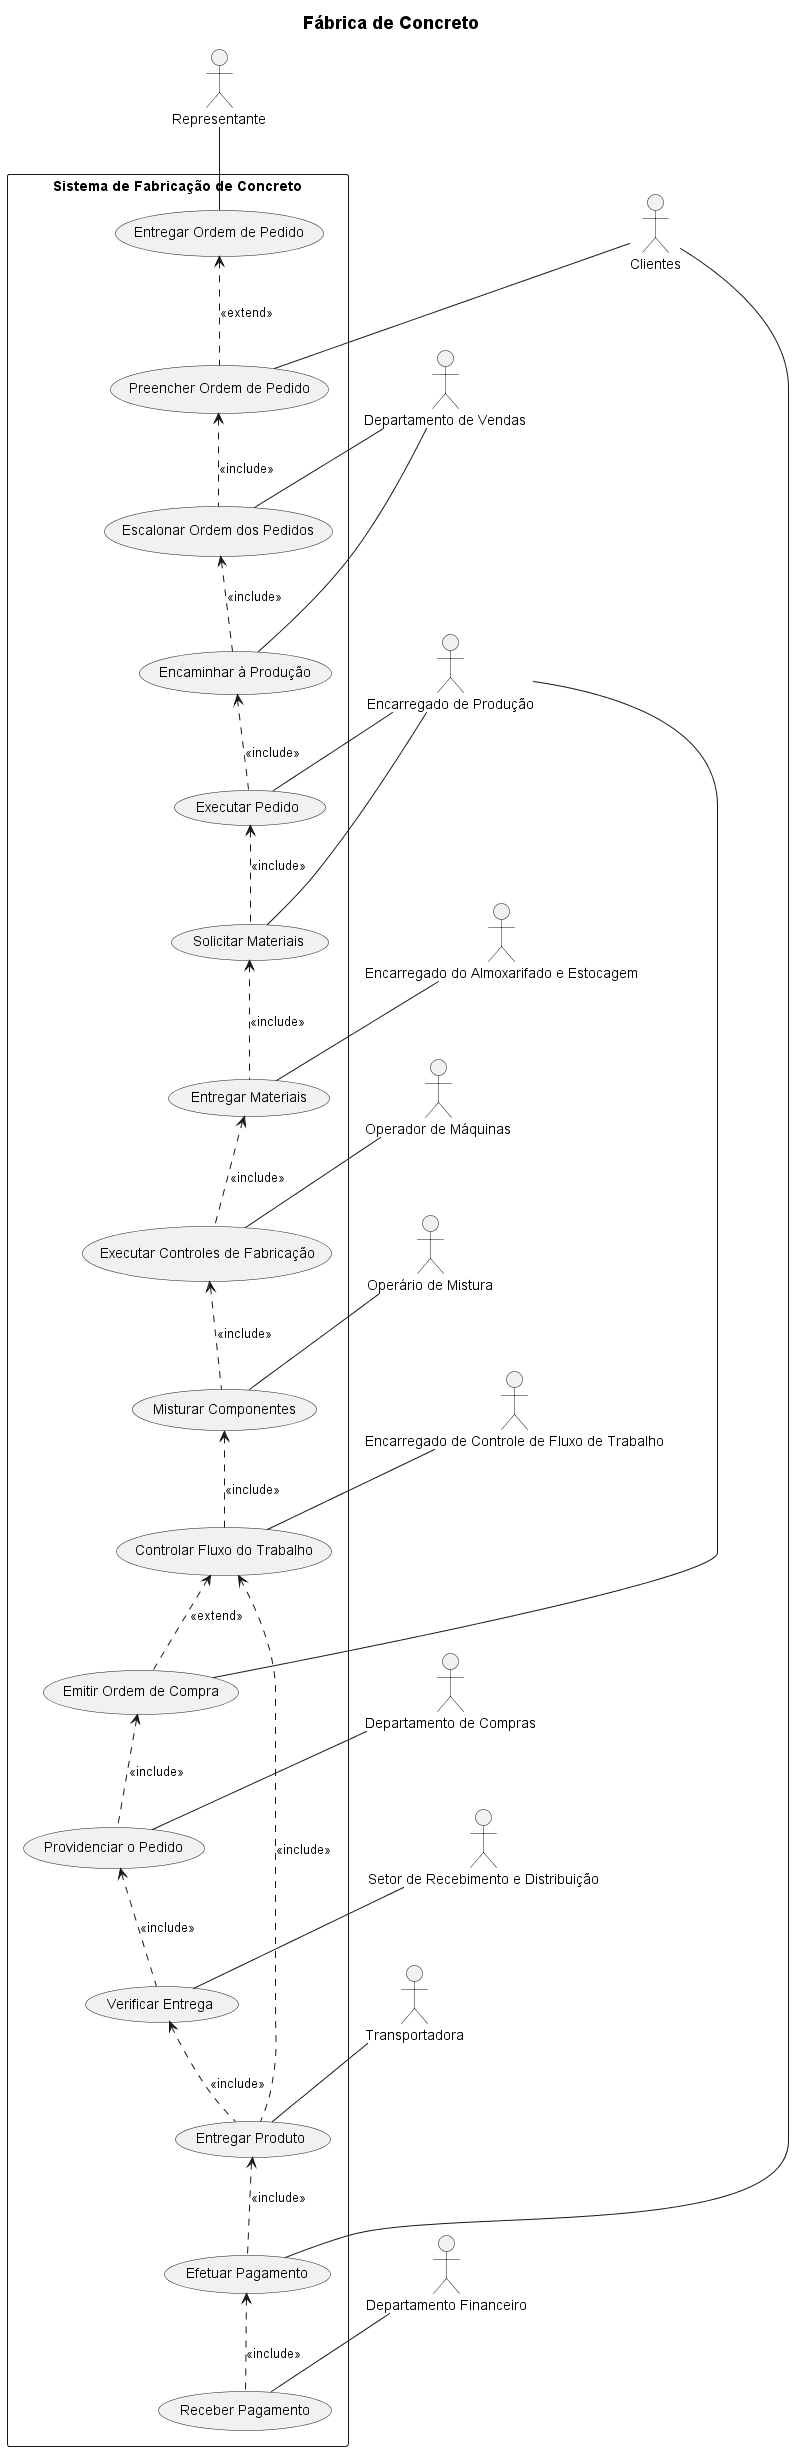 Fábrica de Concreto
Representante
Sistema de Fabricação de Concreto
Entregar Ordem de Pedido
Clientes
«extend»
Preencher Ordem de Pedido
Departamento de Vendas
«include»
Escalonar Ordem dos Pedidos
«include»
Encaminhar à Produção
Encarregado de Produção
«include»
Executar Pedido
«include»
Solicitar Materiais
Encarregado do Almoxarifado e Estocagem
«include»
Entregar Materiais
Operador de Máquinas
«include»
Executar Controles de Fabricação
Operário de Mistura
«include»
Misturar Componentes
Encarregado de Controle de Fluxo de Trabalho
«include»
Controlar Fluxo do Trabalho
«extend»
Emitir Ordem de Compra
Departamento de Compras
«include»
Providenciar o Pedido
«include»
Setor de Recebimento e Distribuição
«include»
Verificar Entrega
Transportadora
«include»
Entregar Produto
«include»
Efetuar Pagamento
Departamento Financeiro
«include»
Receber Pagamento